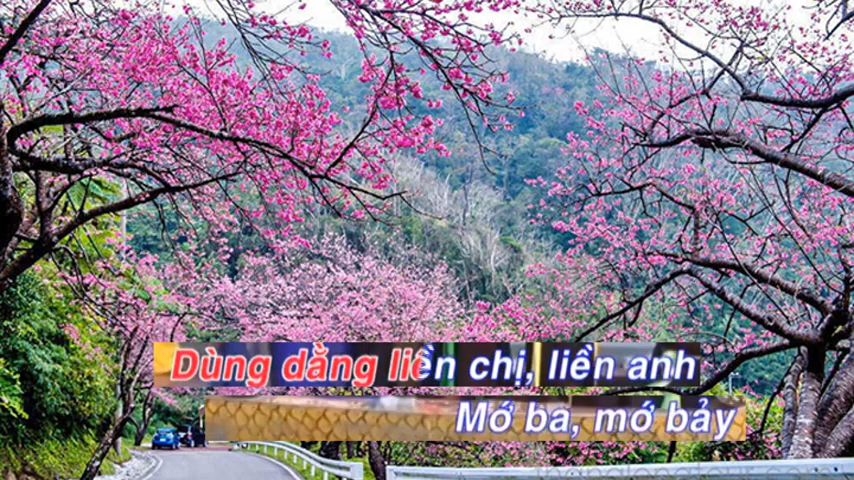 Dùng dằng liền chị, liền anh
Mớ ba, mớ bảy